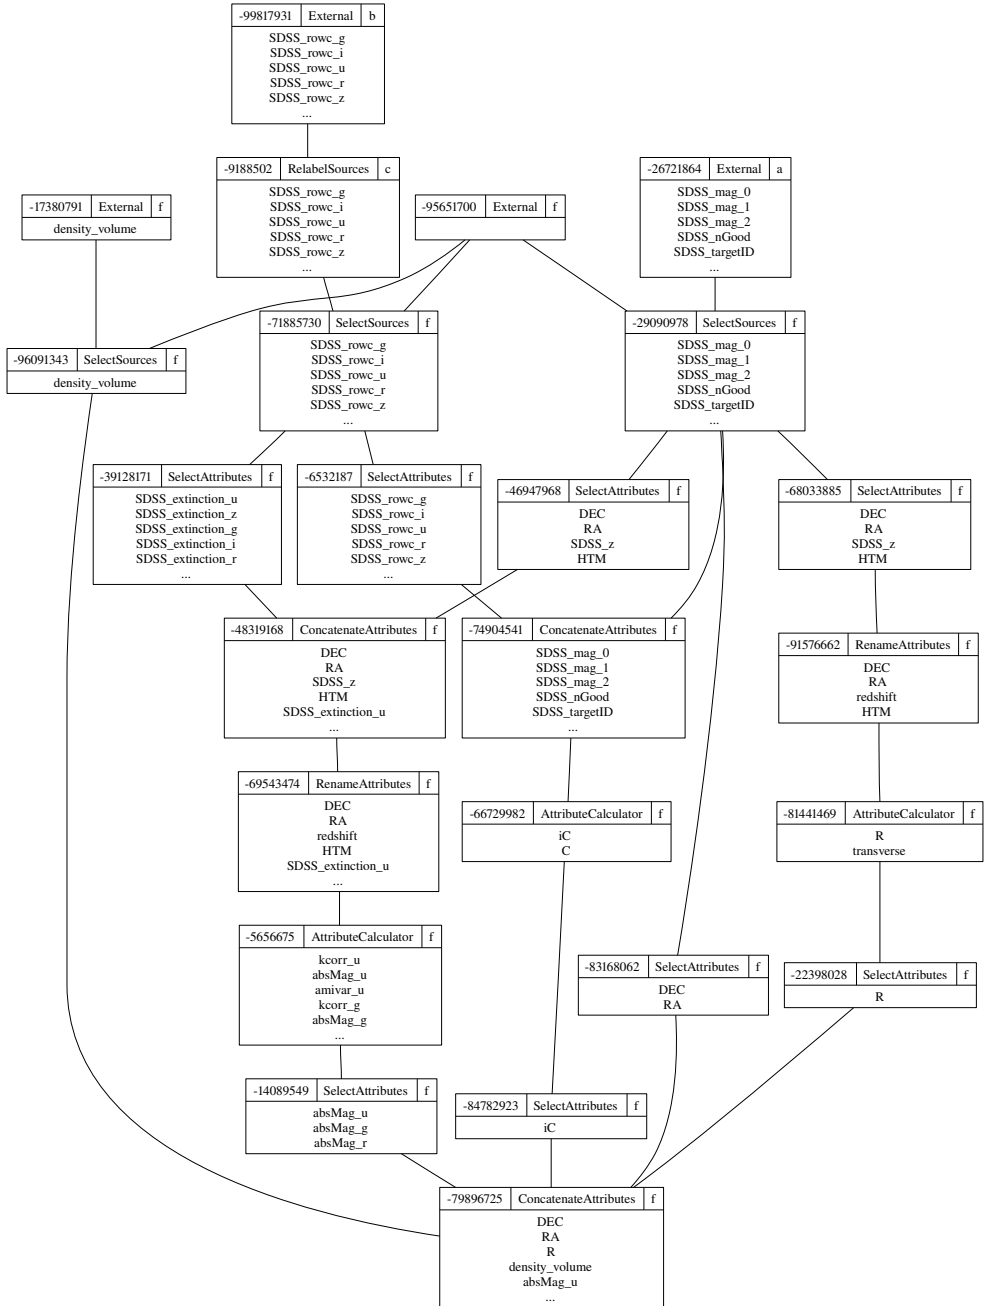 -99817931 External b
SDSS_rowc_g
SDSS_rowc_i
SDSS_rowc_u
SDSS_rowc_r
SDSS_rowc_z
...
-9188502 RelabelSources c
SDSS_rowc_g
SDSS_rowc_i
SDSS_rowc_u
SDSS_rowc_r
SDSS_rowc_z
...
-26721864 External a
SDSS_mag_0
SDSS_mag_1
SDSS_mag_2
SDSS_nGood
SDSS_targetID
...
-17380791 External f
density_volume
-95651700 External f
-71885730 SelectSources f
SDSS_rowc_g
SDSS_rowc_i
SDSS_rowc_u
SDSS_rowc_r
SDSS_rowc_z
...
-29090978 SelectSources f
SDSS_mag_0
SDSS_mag_1
SDSS_mag_2
SDSS_nGood
SDSS_targetID
...
-96091343 SelectSources f
density_volume
-39128171 SelectAttributes f
SDSS_extinction_u
SDSS_extinction_z
SDSS_extinction_g
SDSS_extinction_i
SDSS_extinction_r
...
-6532187 SelectAttributes f
SDSS_rowc_g
SDSS_rowc_i
SDSS_rowc_u
SDSS_rowc_r
SDSS_rowc_z
...
-46947968 SelectAttributes f
DEC
RA
SDSS_z
HTM
-68033885 SelectAttributes f
DEC
RA
SDSS_z
HTM
-48319168 ConcatenateAttributes f
DEC
RA
SDSS_z
HTM
SDSS_extinction_u
...
-74904541 ConcatenateAttributes f
SDSS_mag_0
SDSS_mag_1
SDSS_mag_2
SDSS_nGood
SDSS_targetID
...
-91576662 RenameAttributes f
DEC
RA
redshift
HTM
-69543474 RenameAttributes f
DEC
RA
redshift
HTM
SDSS_extinction_u
...
-66729982 AttributeCalculator f
iC
C
-81441469 AttributeCalculator f
R
transverse
-5656675 AttributeCalculator f
kcorr_u
absMag_u
amivar_u
kcorr_g
absMag_g
...
-83168062 SelectAttributes f
DEC
RA
-22398028 SelectAttributes f
R
-14089549 SelectAttributes f
absMag_u
absMag_g
absMag_r
-84782923 SelectAttributes f
iC
-79896725 ConcatenateAttributes f
DEC
RA
R
density_volume
absMag_u
...